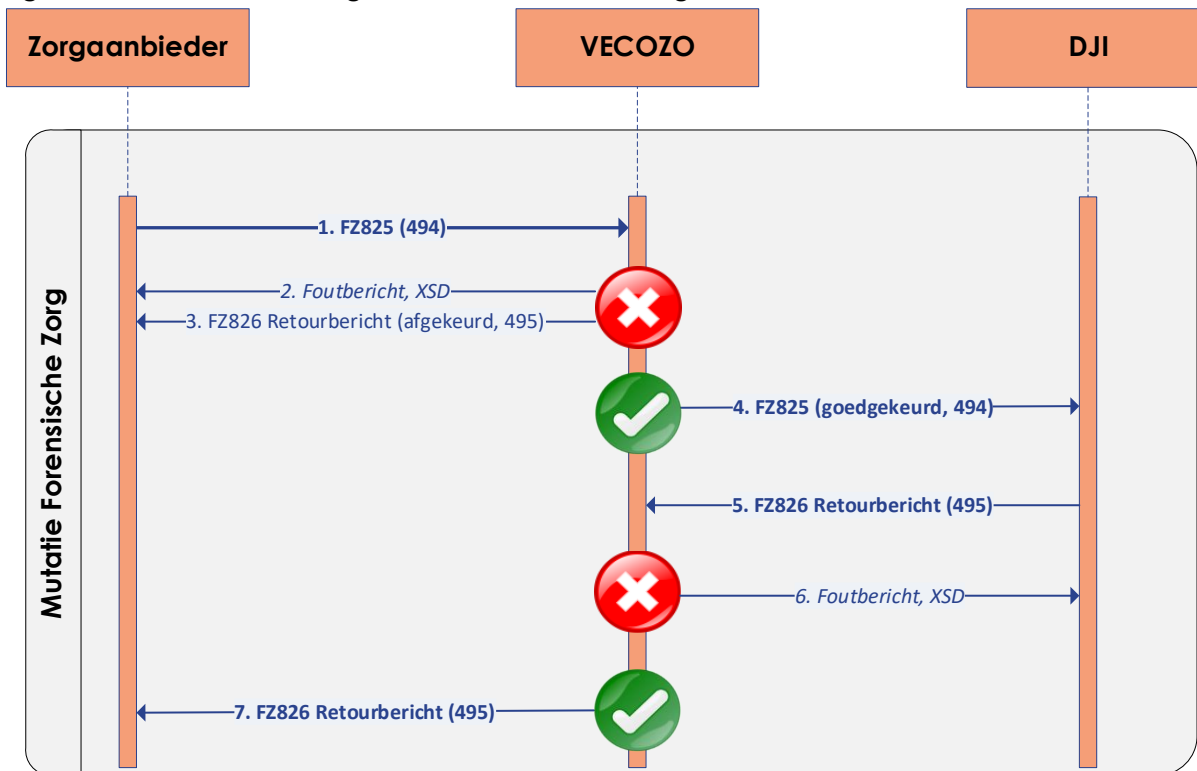 Zorgaanbieder
VECOZO
DJI
Mutatie Forensische Zorg
1. FZ825 (494)
2. Foutbericht, XSD
3. FZ826 Retourbericht (afgekeurd, 495)
4. FZ825 (goedgekeurd, 494)
5. FZ826 Retourbericht (495)
6. Foutbericht, XSD
7. FZ826 Retourbericht (495)